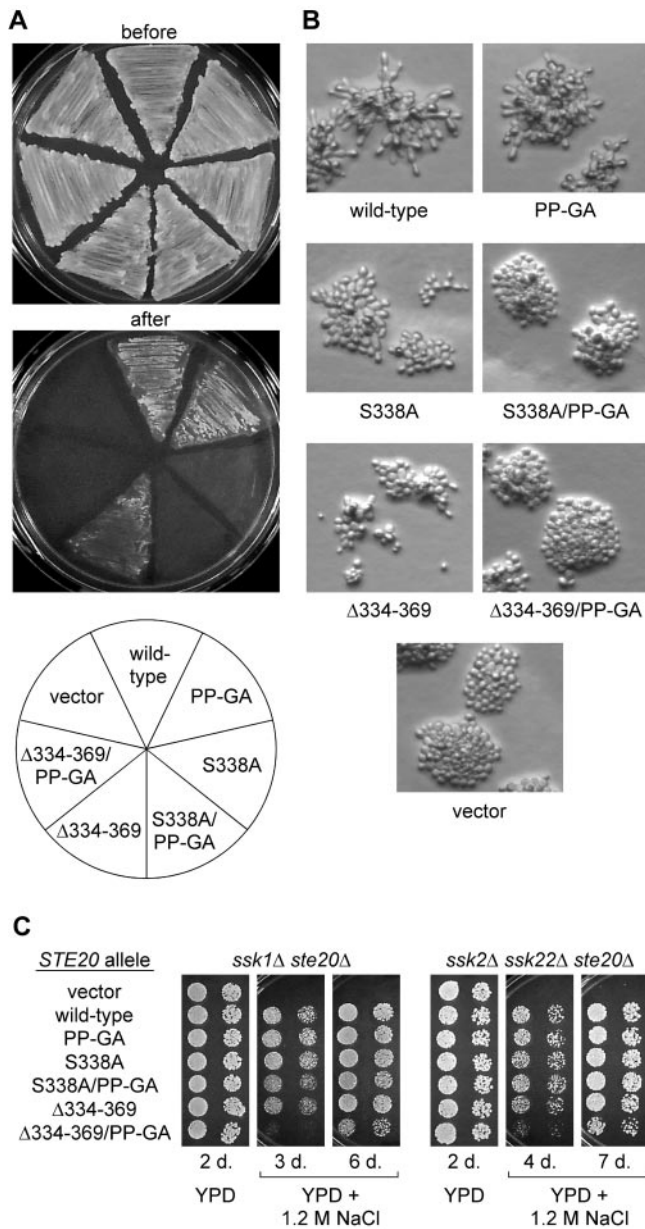 A
before
after
wild-
type
vector
PP-GA
Δ334-369/
PP-GA
S338A
Δ334-369
S338A/
PP-GA
B
wild-type
PP-GA
S338A
S338A/PP-GA
Δ334-369
Δ334-369/PP-GA
vector
C
STE20 allele
ssk1Δ ste20Δ
ssk2Δ ssk22Δ ste20Δ
vector
wild-type
PP-GA
S338A
S338A/PP-GA
Δ334-369
Δ334-369/PP-GA
2 d. 3 d. 6 d. 2 d. 4 d. 7 d.
YPD YPD + YPD YPD +
1.2 M NaCl 1.2 M NaCl